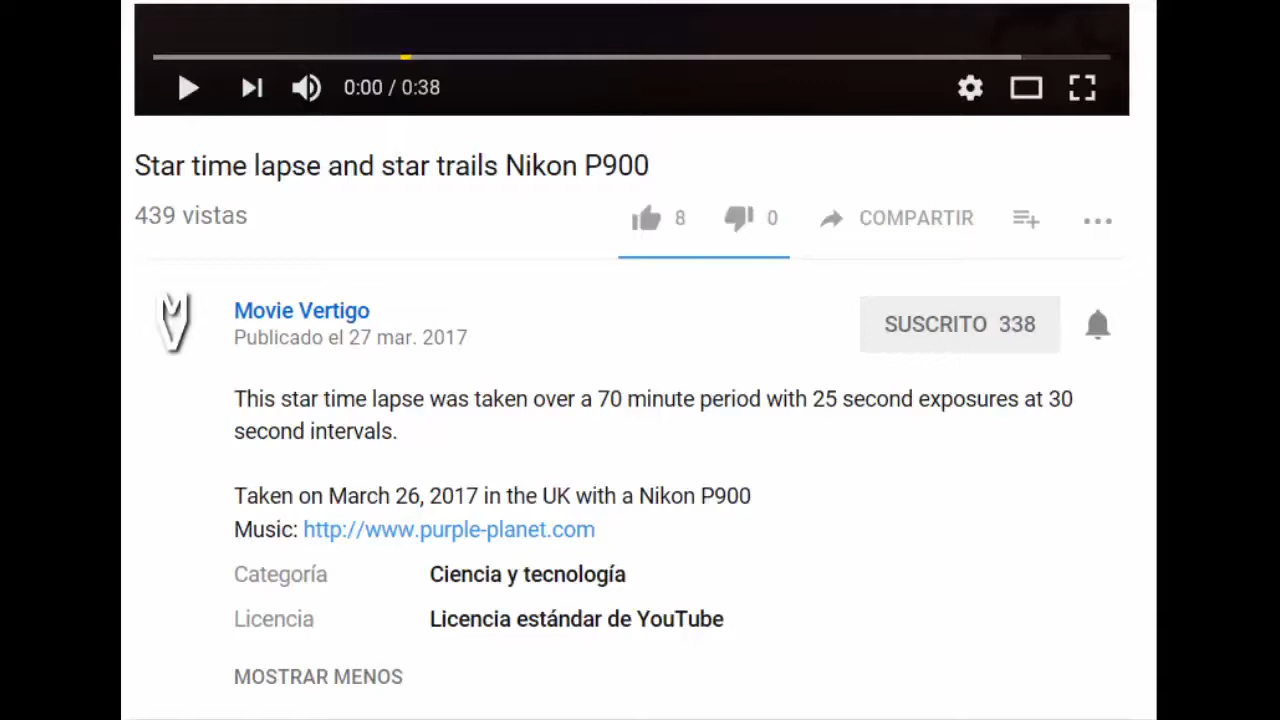 0:00 / 0:38
Star time lapse and star trails Nikon P900
439 vistas
8 0 COMPARTIR
Movie Vertigo
Publicado el 27 mar. 2017
SUSCRITO 338
This star time lapse was taken over a 70 minute period with 25 second exposures at 30
second intervals.
Taken on March 26, 2017 in the UK with a Nikon P900
Music: http://www.purple-planet.com
Categoría Ciencia y tecnología
Licencia Licencia estándar de YouTube
MOSTRAR MENOS